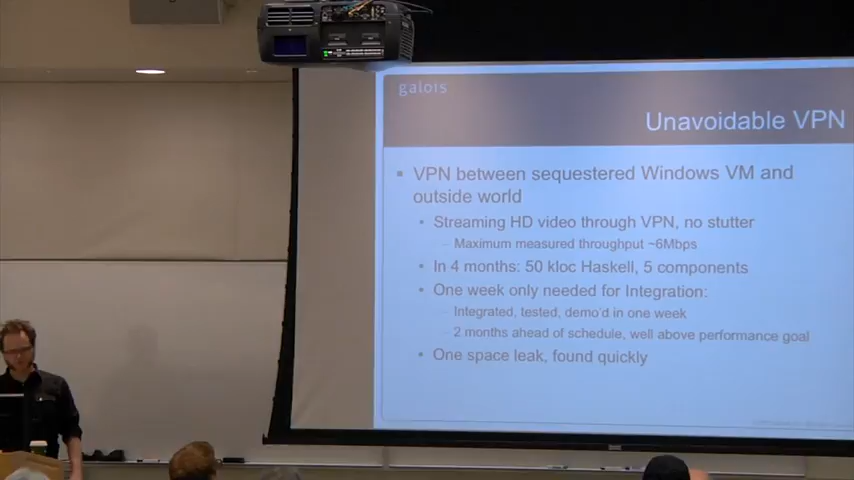 galois
Unavoidable VPN
VPN between sequestered Windows VM and
outside world
Streaming HD video through VPN, no stutter
Maximum measured throughput ~6Mbps
In 4 months: 50 kloc Haskell, 5 components
One week only needed for Integration:
Integrated, tested, demo'd in one week
2 months ahead of schedule, well above performance goal
One space leak, found quickly